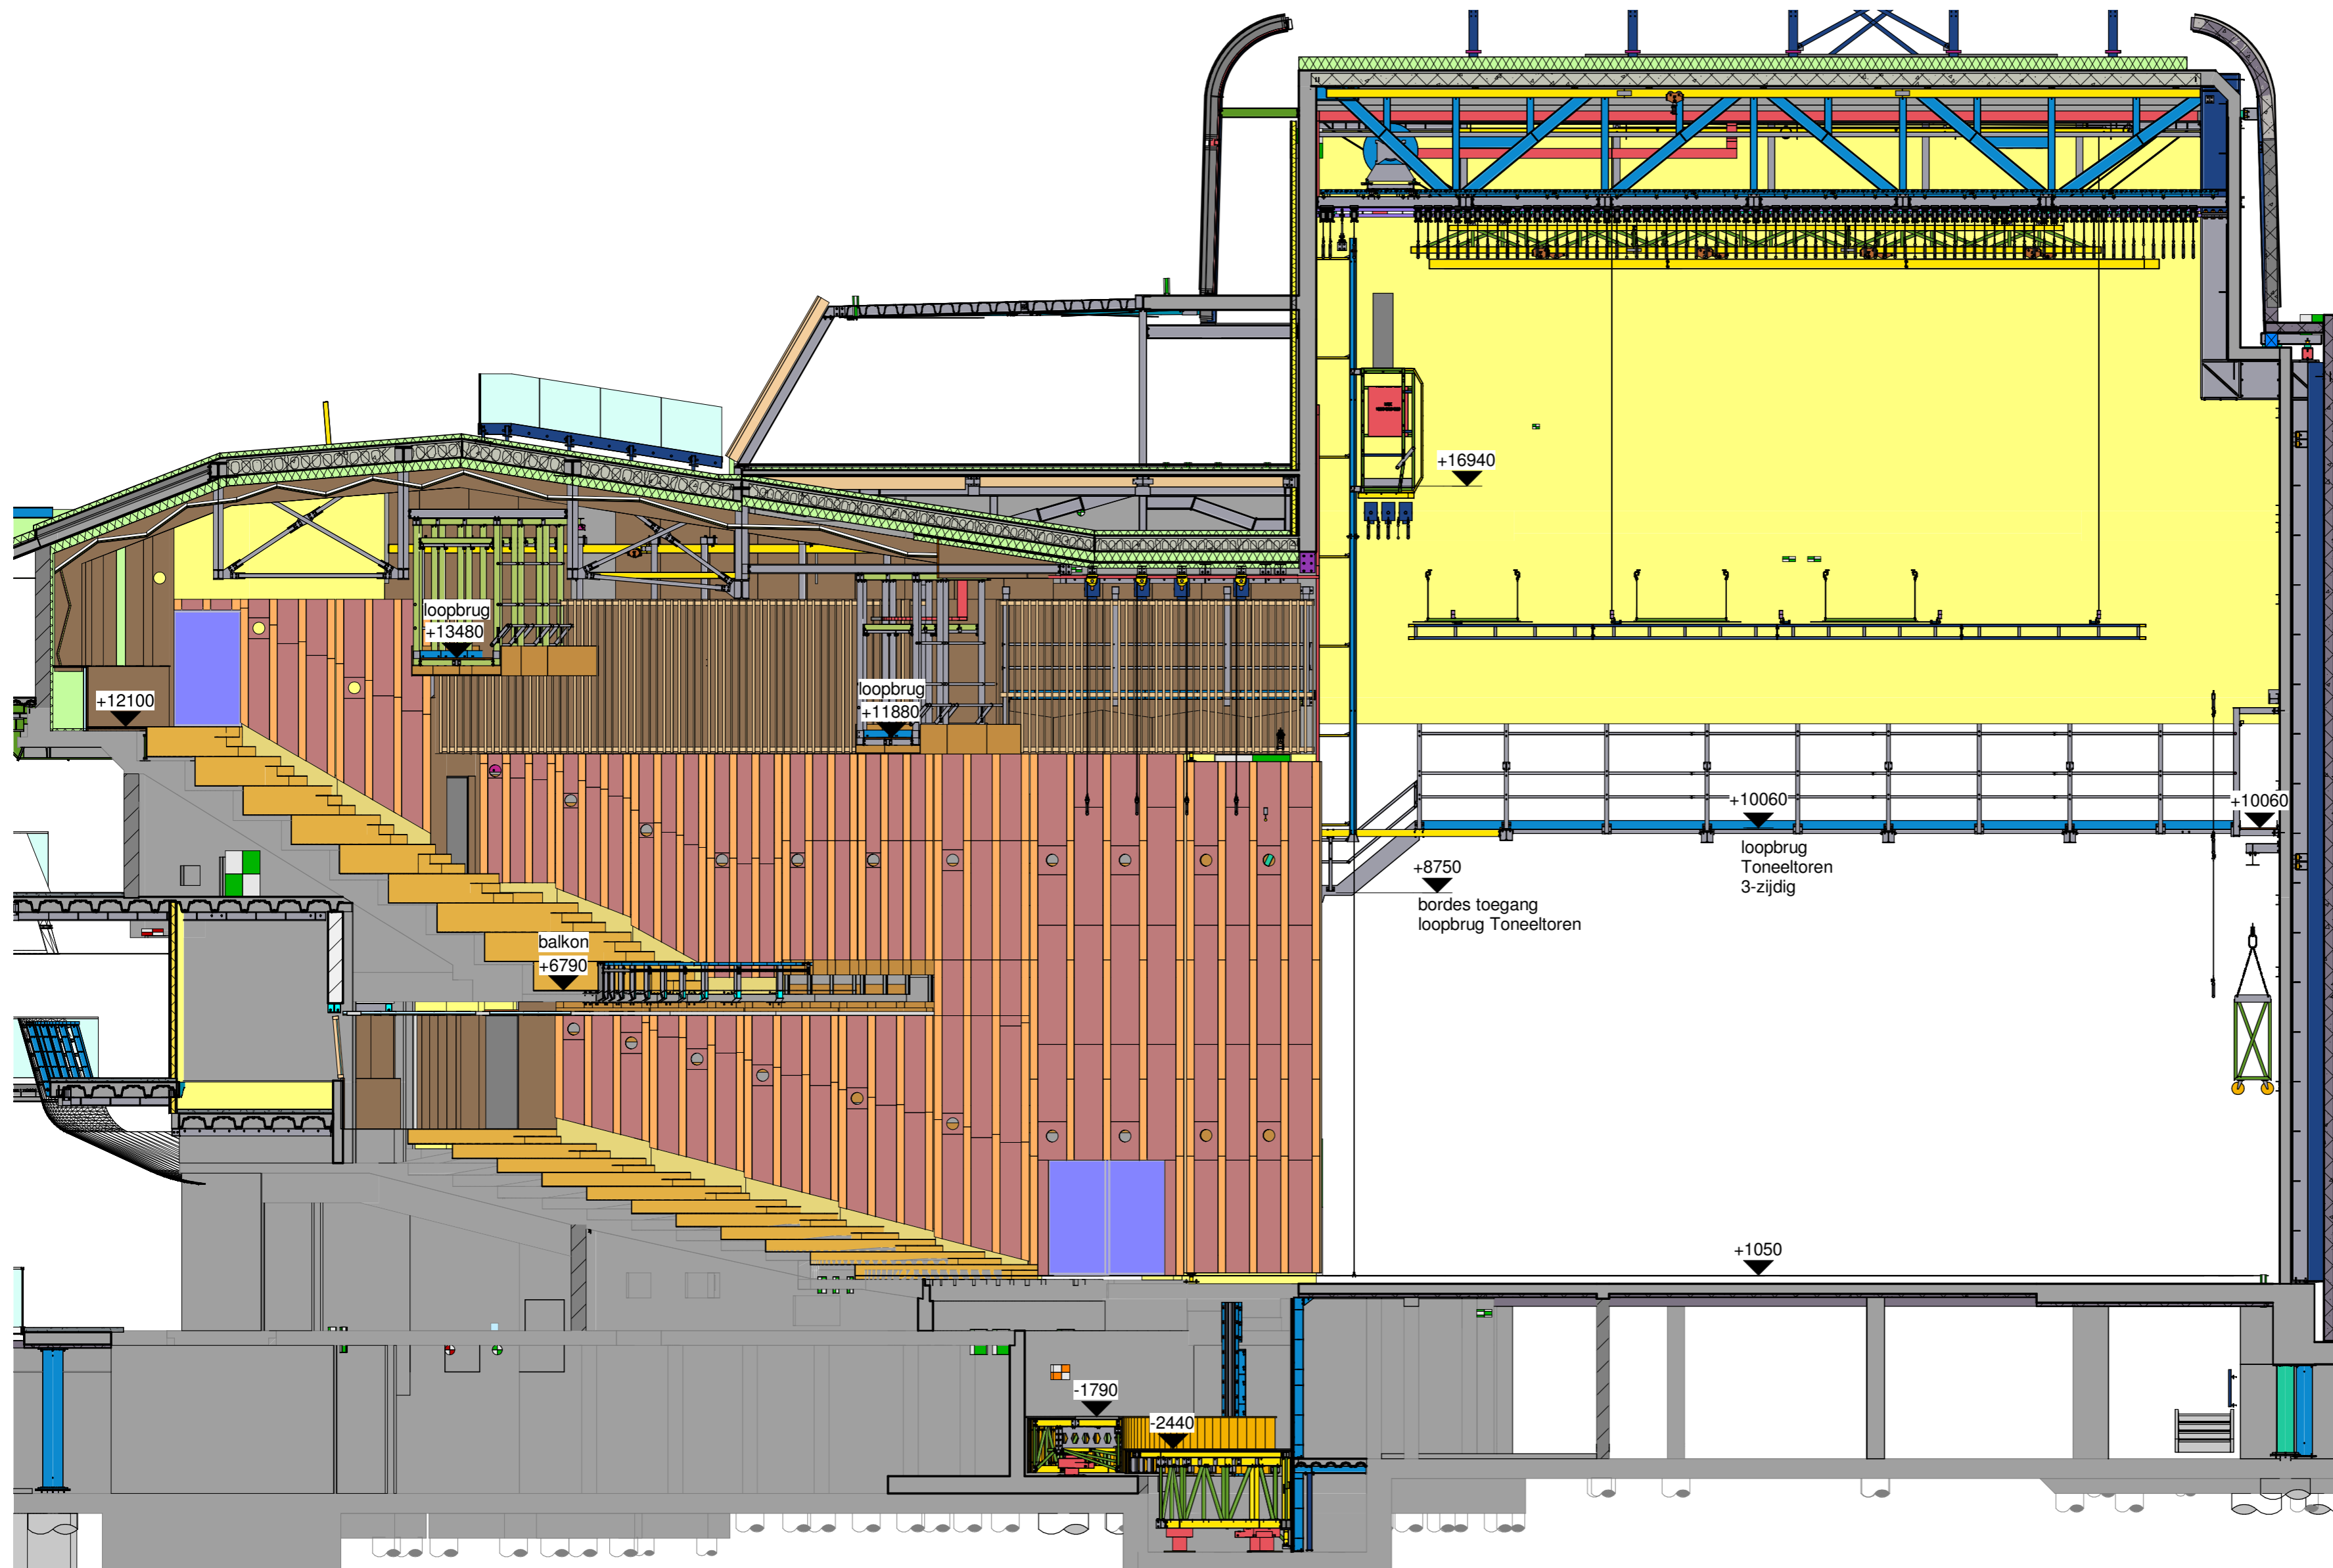 +16940
loopbrug
+13480
loopbrug
+11880
+12100
+10060
+10060
loopbrug
Toneeltoren
3-zijdig
+8750
bordes toegang
loopbrug Toneeltoren
balkon
+6790
+1050
-1790
-2440